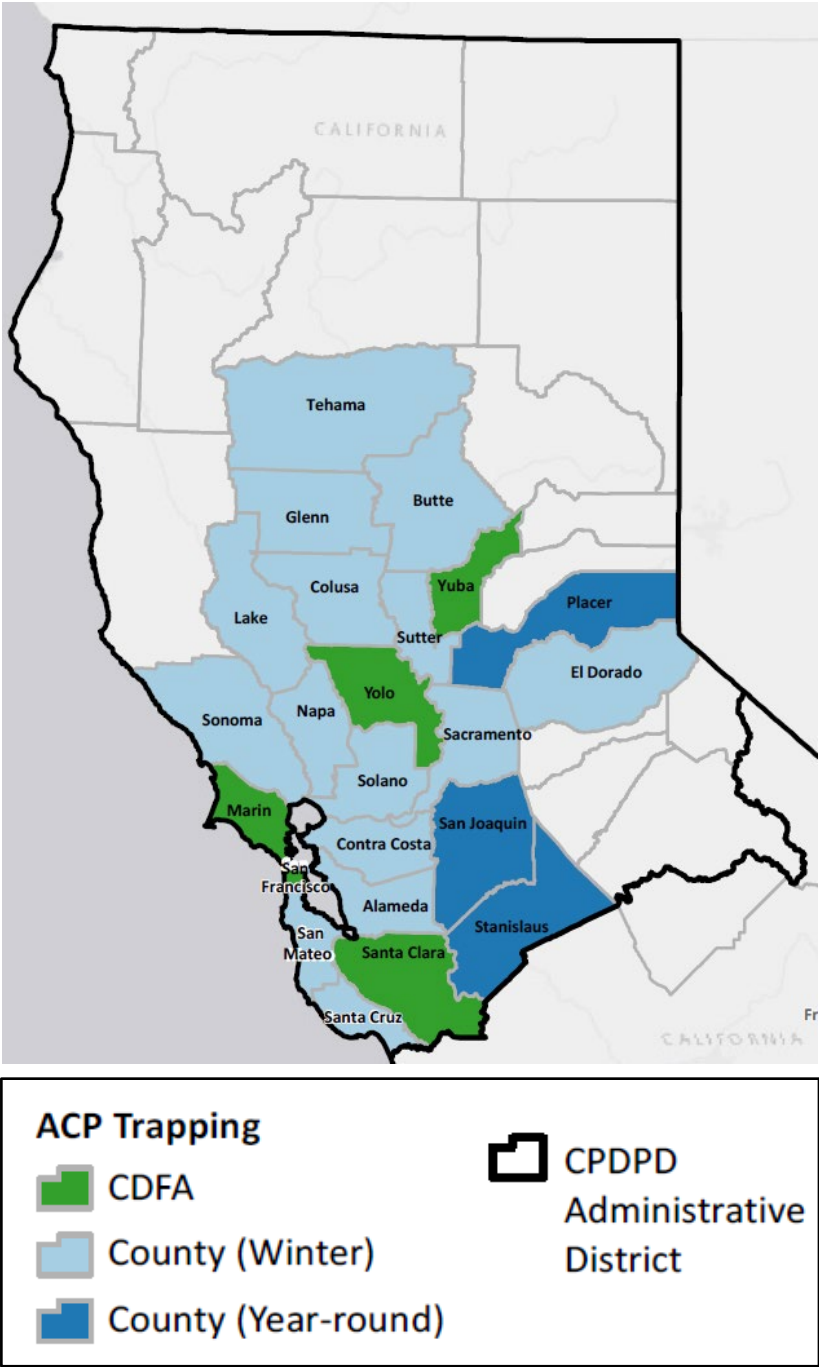 CALIFORNIA
Tehama
Butte
Glenn
Colusa
Yuba
Placer
Lake
Sutter
El Dorado
Yolo
Napa
Sonoma
Sacramento
Solano
Marin
San Joaquin
Contra Costa
San
Francisco
Alameda
Stanislaus
San
Mateo
Santa Clara
Santa Cruz
Fr
CALIFORNIA
ACP Trapping
CDFA
County (Winter)
County (Year-round)
CPDPD
Administrative
District